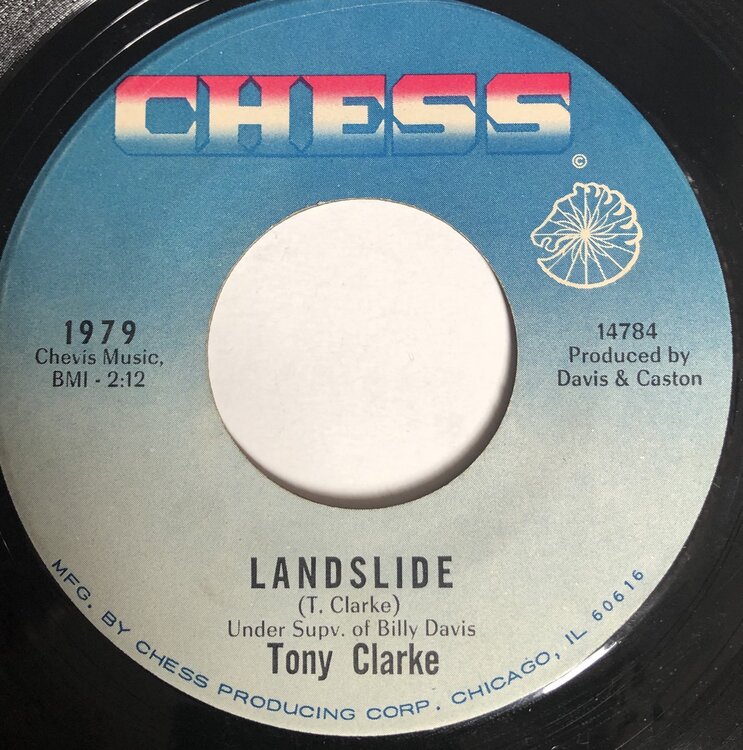 CHESS
©
1979
Chevis Music,
BMI - 2:12
14784
Produced by
Davis & Caston
LANDSLIDE
(T. Clarke)
Under Supv. of Billy Davis
Tony Clarke
MFG. BY CHESS PRODUCING CORP. CHICAGO, IL 60616